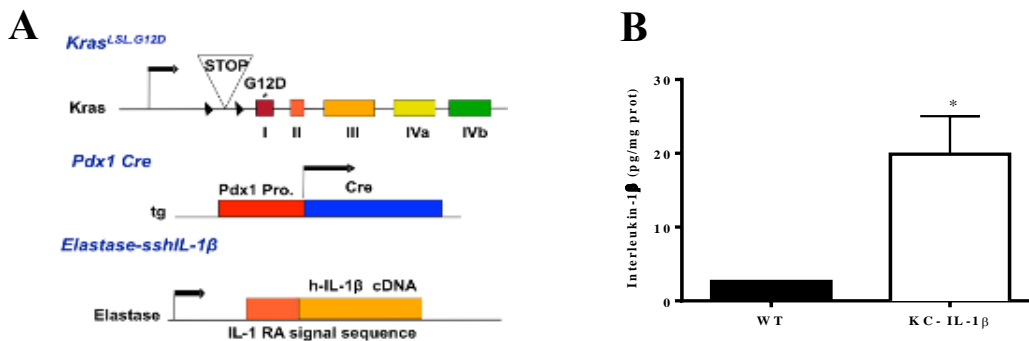 A
Kras^LSL.G12D
STOP
G12D
Kras
I II III IVa IVb
Pdx1 Cre
Pdx1 Pro. Cre
tg
Elastase-sshIL-1β
h-IL-1β cDNA
Elastase
IL-1 RA signal sequence
B
Interleukin-1β (pg/mg prot)
30
20
10
0
*
WT KC-IL-1β